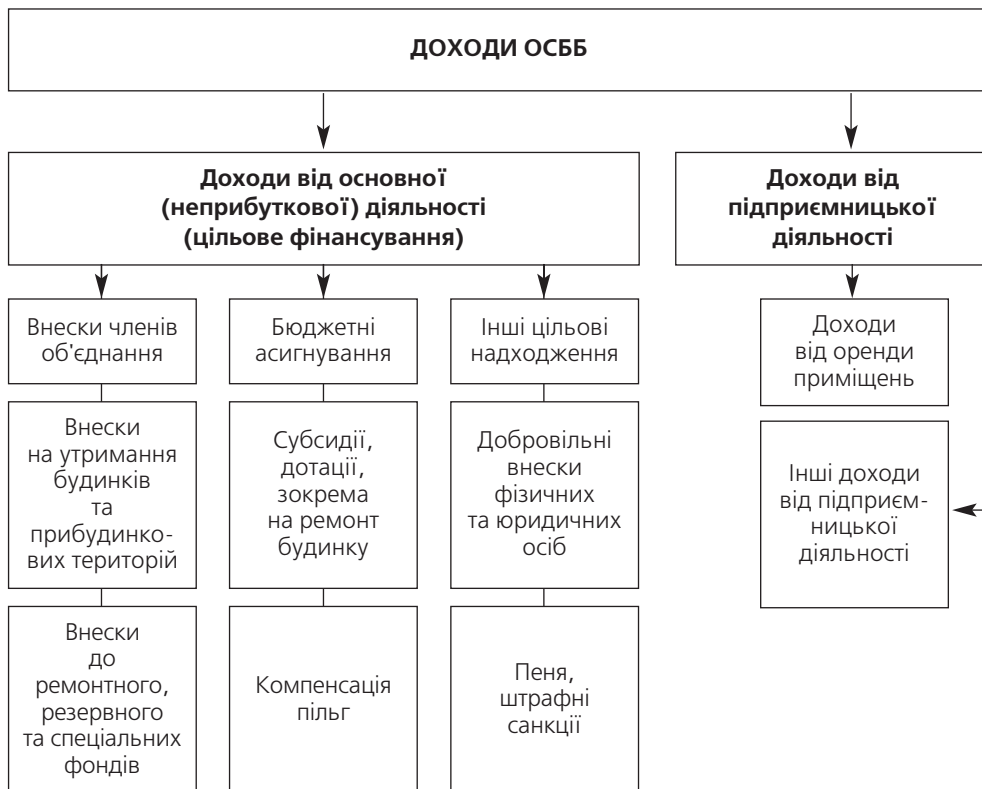 ДОХОДИ ОСББ
Доходи від основної
(неприбуткової) діяльності
(цільове фінансування)
Доходи від
підприємницької
діяльності
Внески членів
об'єднання
Бюджетні
асигнування
Інші цільові
надходження
Доходи
від оренди
приміщень
Внески
на утримання
будинків
та
прибудинко-
вих територій
Субсидії,
дотації,
зокрема
на ремонт
будинку
Добровільні
внески
фізичних
та юридичних
осіб
Інші доходи
від підприєм-
ницької
діяльності
Внески
до
ремонтного,
резервного
та спеціальних
фондів
Компенсація
пільг
Пеня,
штрафні
санкції